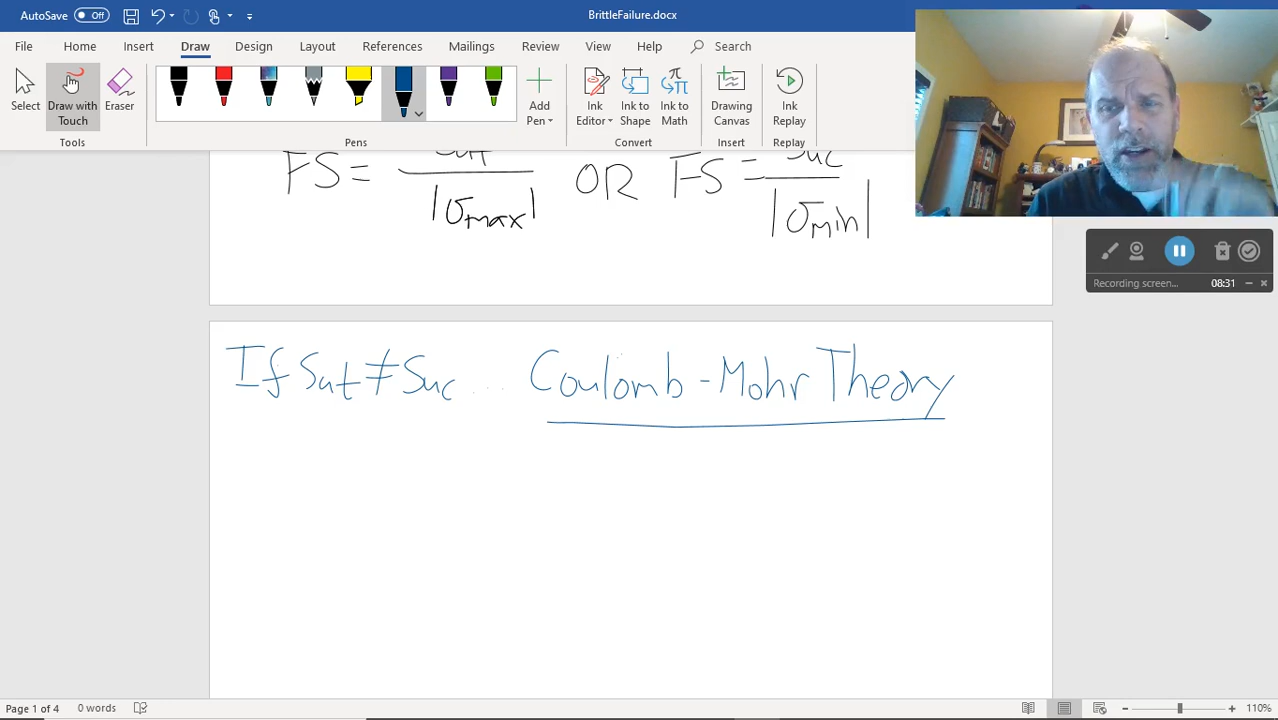 AutoSave Off BrittleFailure.docx
File Home Insert Draw Design Layout References Mailings Review View Help Search
Select Draw with Touch Eraser Add Pen Ink Editor Ink to Shape Ink to Math Drawing Canvas Ink Replay
Tools Pens Convert Insert Replay
FS = Sut / |σmax| OR FS = Suc / |σmin|
Recording screen... 08:31
If Sut ≠ Suc ... Coulomb-Mohr Theory
Page 1 of 4 0 words 110%